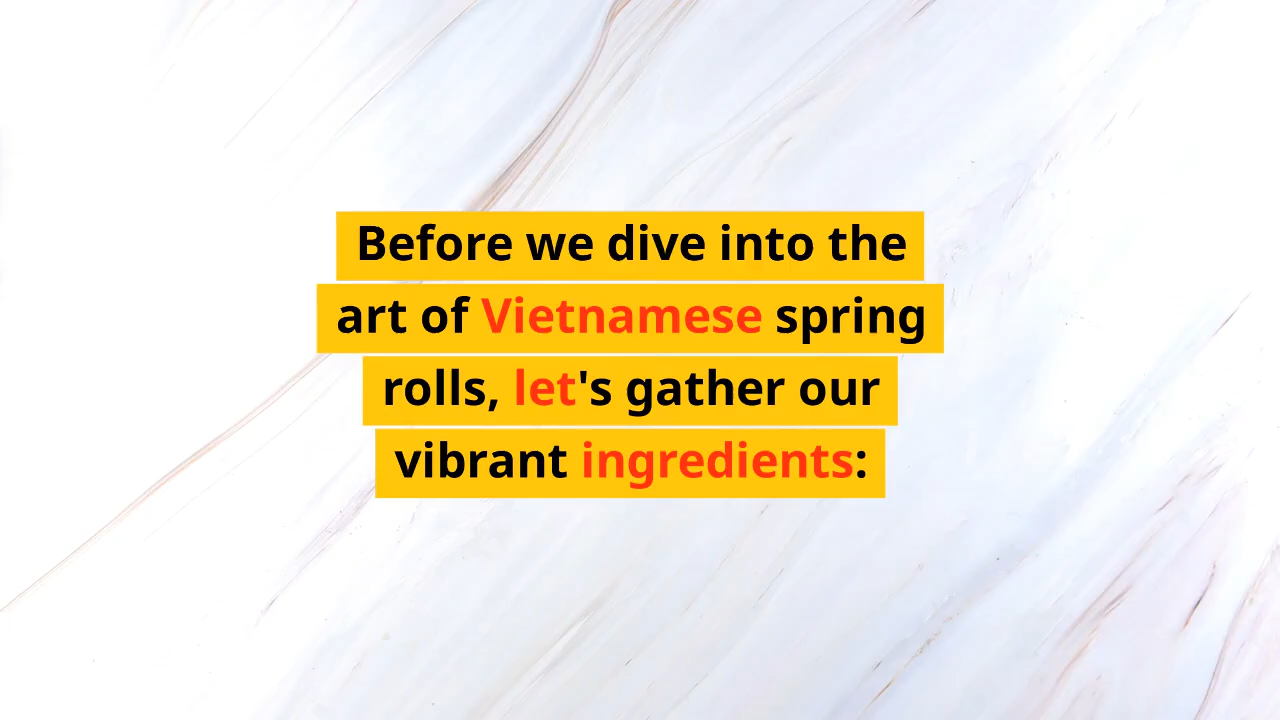 Before we dive into the
art of Vietnamese spring
rolls, let's gather our
vibrant ingredients: